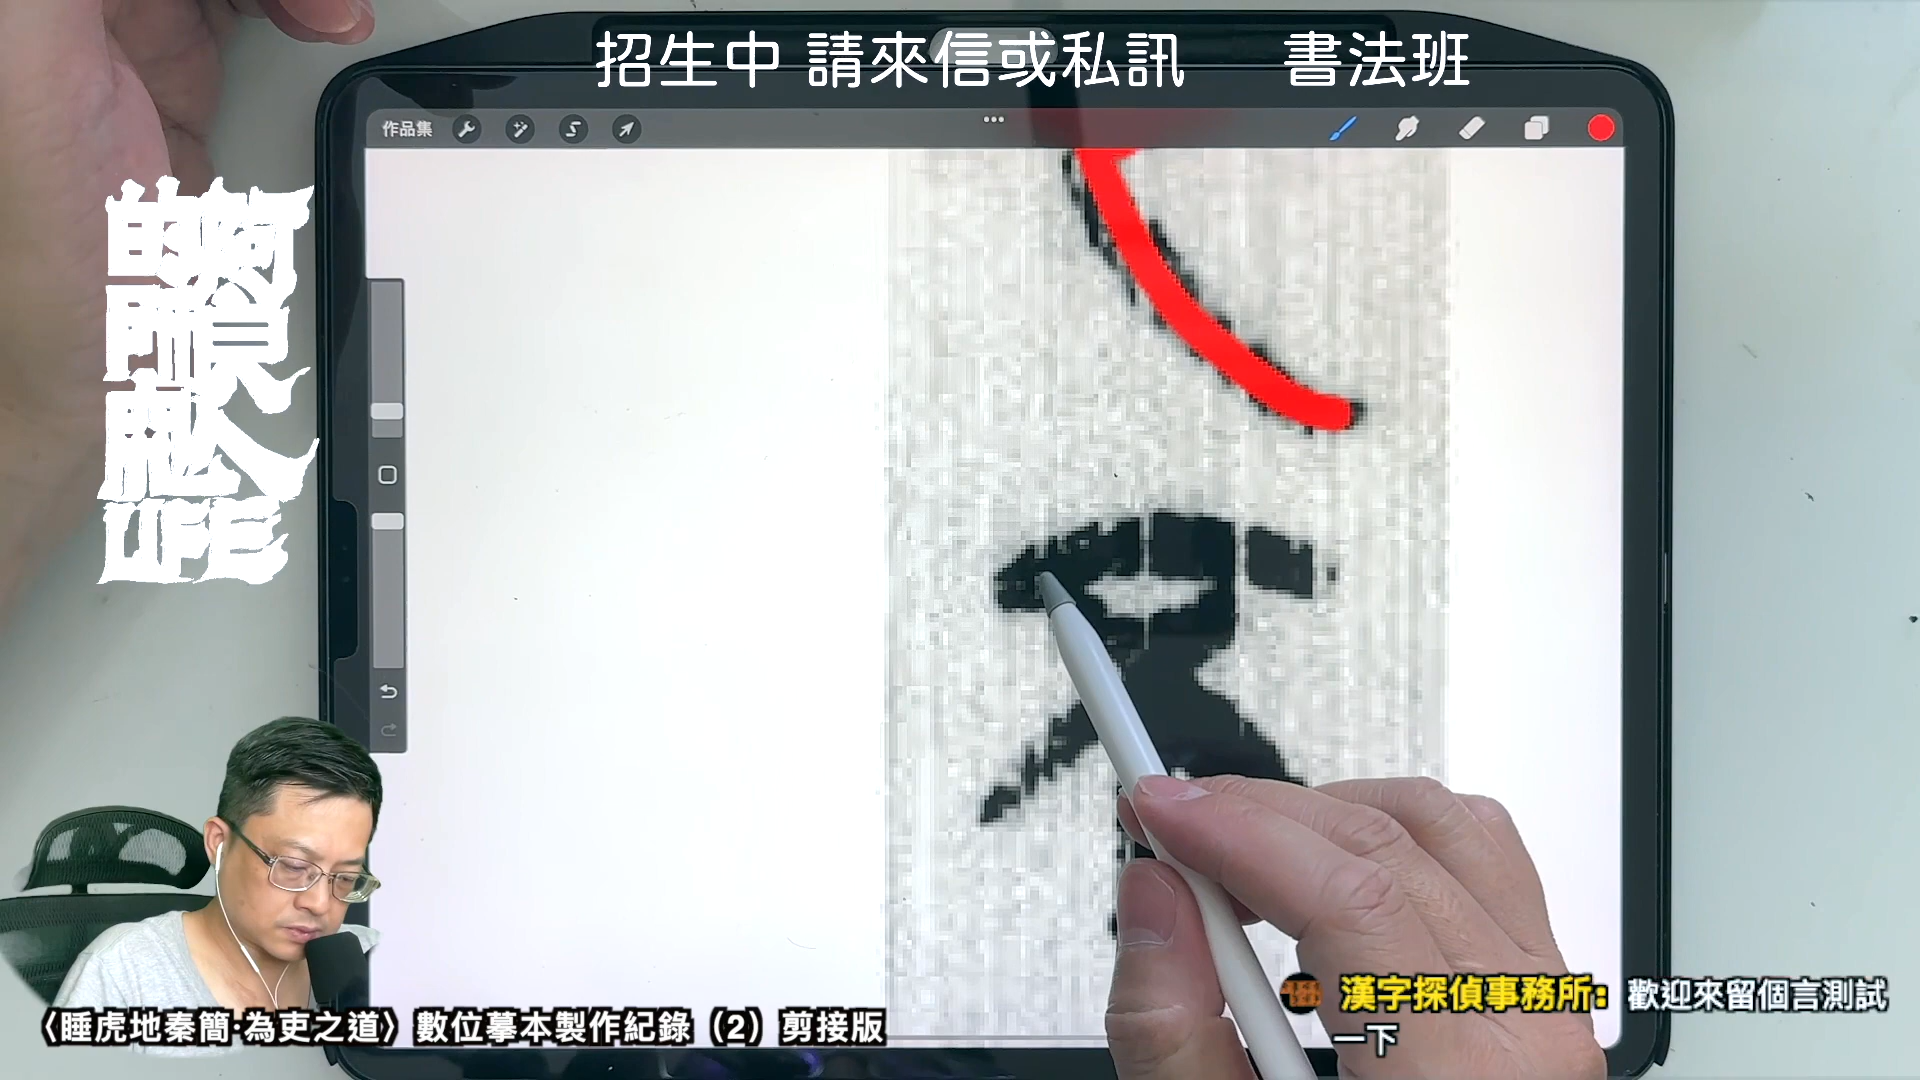 招生中 請來信或私訊 書法班
作品集
〈睡虎地秦簡·為吏之道〉數位摹本製作紀錄（2）剪接版
漢字探偵事務所: 歡迎來留個言測試
一下